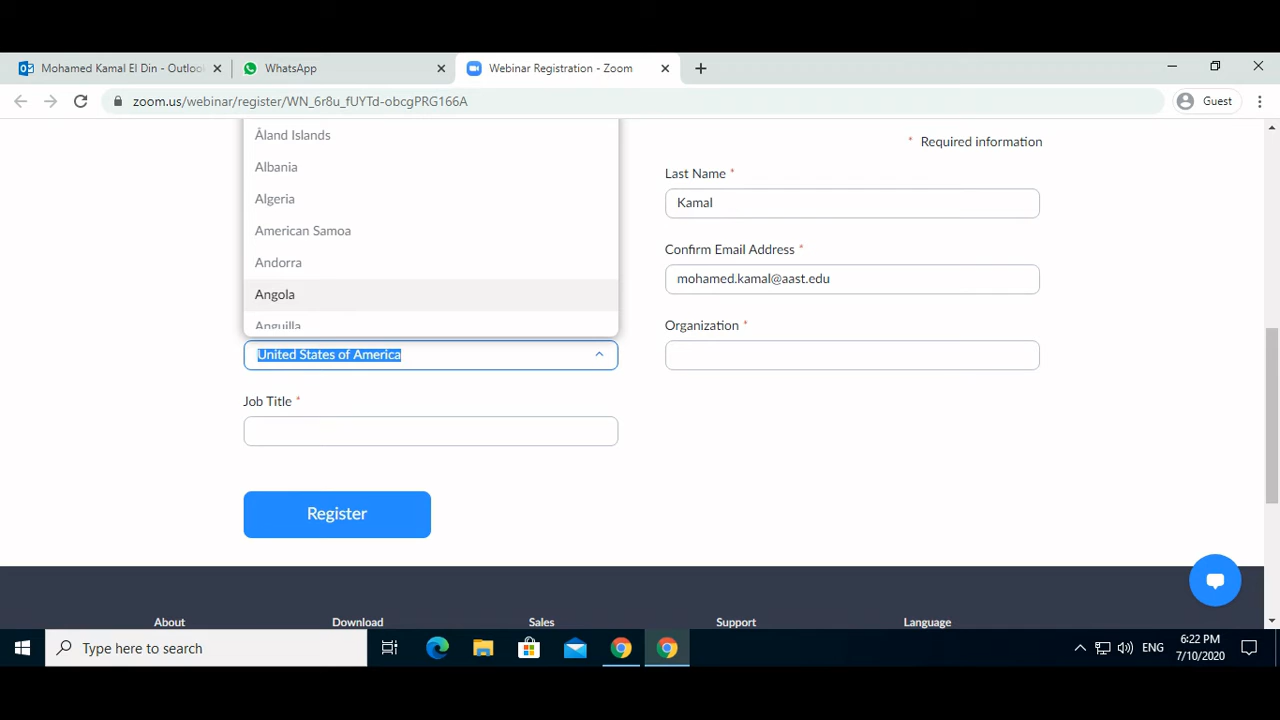 Mohamed Kamal El Din - Outlook
WhatsApp
Webinar Registration - Zoom
zoom.us/webinar/register/WN_6r8u_fUYTd-obcgPRG166A
Guest
Åland Islands
Albania
Algeria
American Samoa
Andorra
Angola
Anguilla
United States of America
Job Title *
Register
* Required information
Last Name *
Kamal
Confirm Email Address *
mohamed.kamal@aast.edu
Organization *
About
Download
Sales
Support
Language
Type here to search
ENG
6:22 PM
7/10/2020